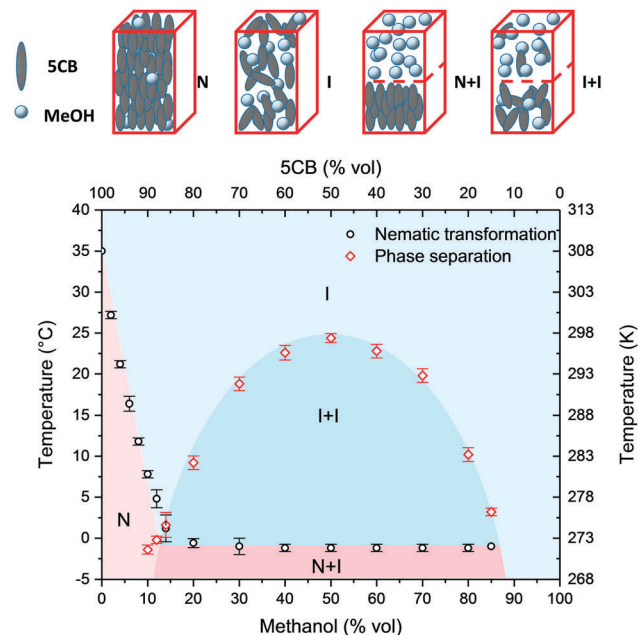 5CB
MeOH
N
I
N+I
I+I
5CB (% vol)
100 90 80 70 60 50 40 30 20 10 0
Nematic transformation
Phase separation
40 313
35 308
30 303
25 298
20 293
15 288
10 283
5 278
0 273
-5 268
Temperature (°C)
Temperature (K)
I
I+I
N
N+I
0 10 20 30 40 50 60 70 80 90 100
Methanol (% vol)